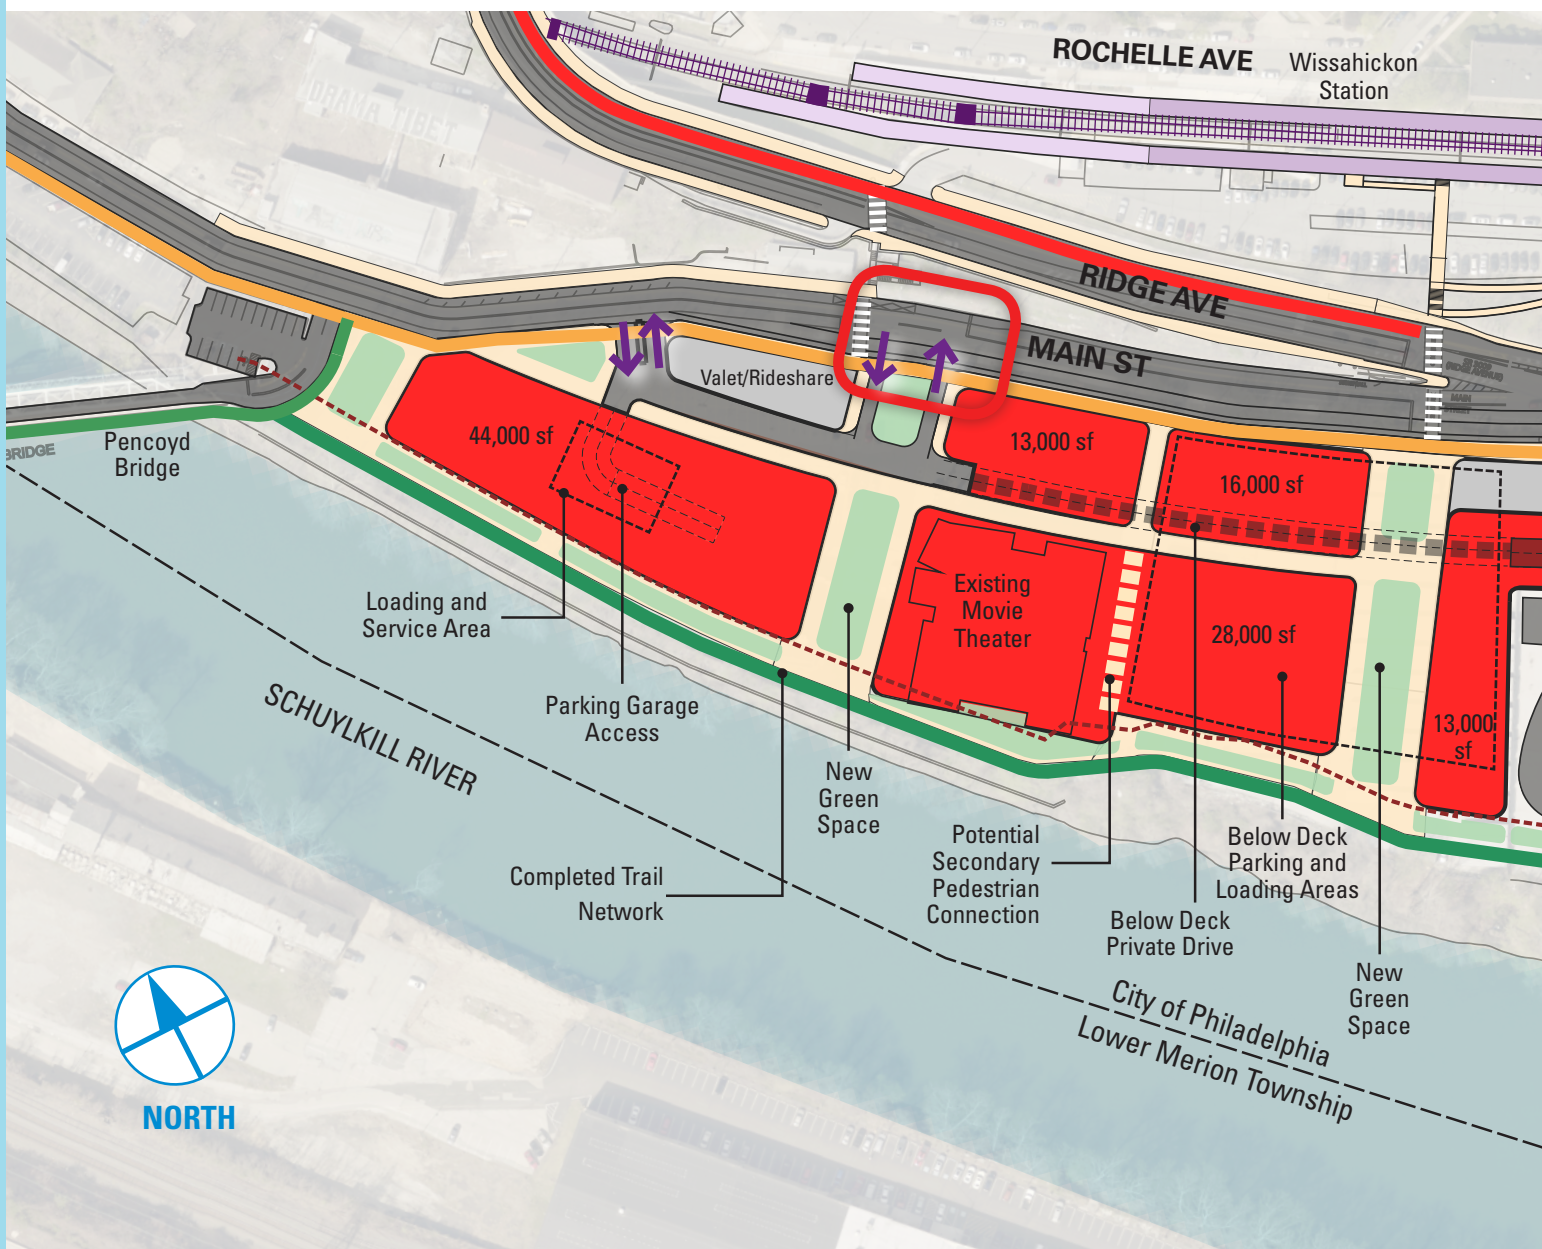 ROCHELLE AVE
Wissahickon
Station
RIDGE AVE
MAIN ST
Valet/Rideshare
44,000 sf
13,000 sf
16,000 sf
Pencoyd
Bridge
BRIDGE
MAIN
Existing
Movie
Theater
28,000 sf
13,000
sf
Loading and
Service Area
Parking Garage
Access
SCHUYLKILL RIVER
New
Green
Space
Completed Trail
Network
Potential
Secondary
Pedestrian
Connection
Below Deck
Parking and
Loading Areas
Below Deck
Private Drive
New
Green
Space
City of Philadelphia
Lower Merion Township
NORTH